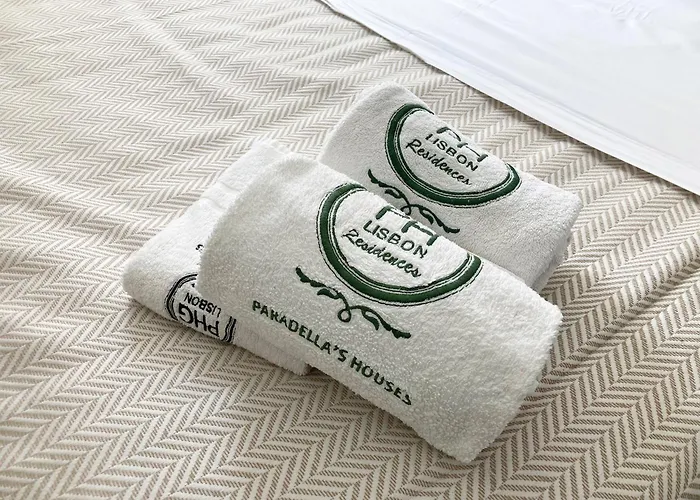 LISBON
Residences
LISBON
Residences
PARADELLA'S HOUSES
PHG
LISBON